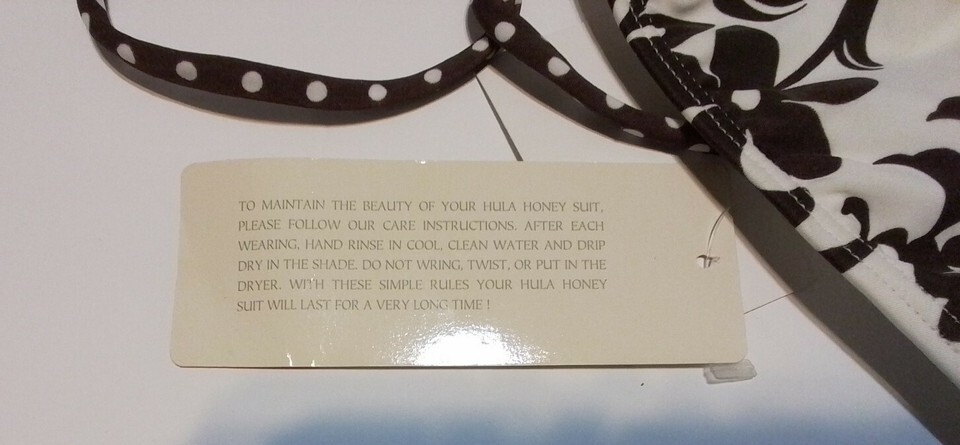 TO MAINTAIN THE BEAUTY OF YOUR HULA HONEY SUIT,
PLEASE FOLLOW OUR CARE INSTRUCTIONS. AFTER EACH
WEARING, HAND RINSE IN COOL, CLEAN WATER AND DRIP
DRY IN THE SHADE. DO NOT WRING, TWIST, OR PUT IN THE
DRYER. WITH THESE SIMPLE RULES YOUR HULA HONEY
SUIT WILL LAST FOR A VERY LONG TIME !